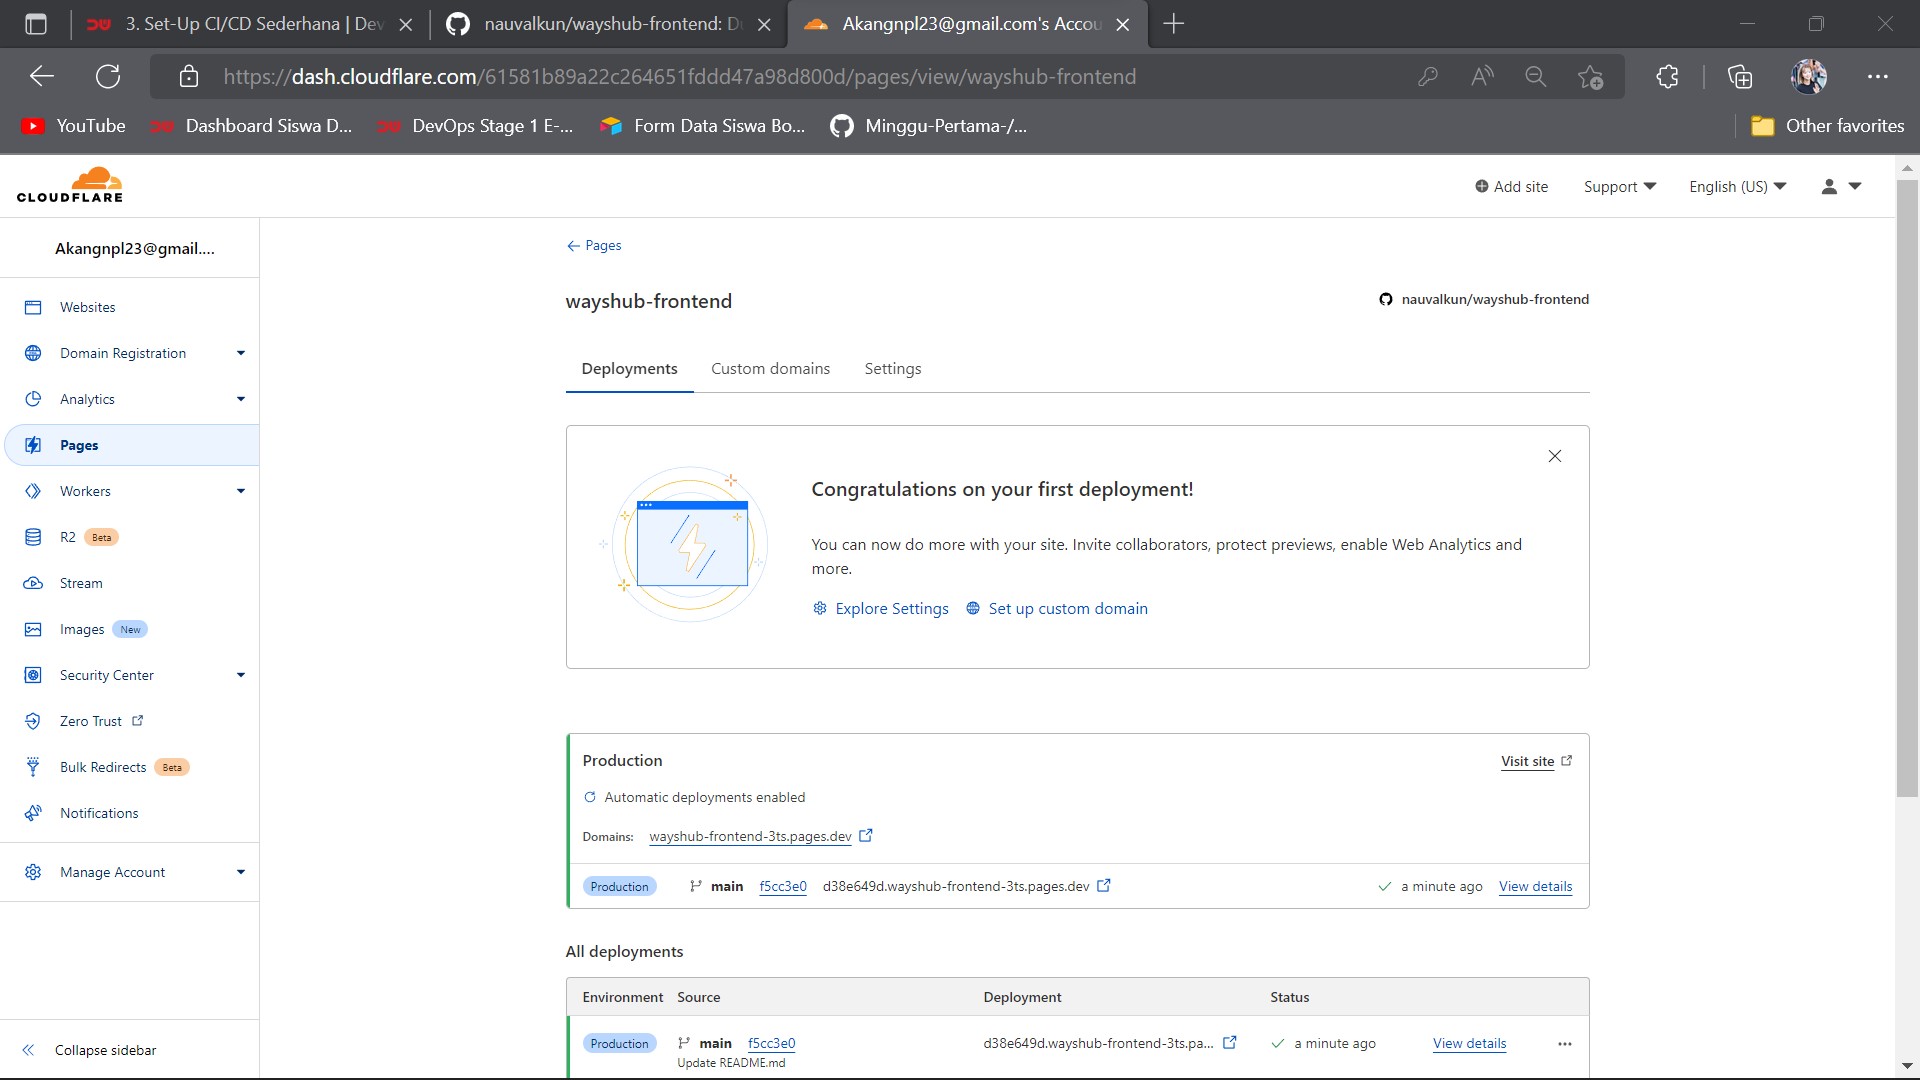 3. Set-Up CI/CD Sederhana | Dev
nauvalkun/wayshub-frontend: D
Akangnpl23@gmail.com's Accou
https://dash.cloudflare.com/61581b89a22c264651fddd47a98d800d/pages/view/wayshub-frontend
YouTube
Dashboard Siswa D...
DevOps Stage 1 E-...
Form Data Siswa Bo...
Minggu-Pertama-/...
Other favorites
CLOUDFLARE
Add site
Support
English (US)
Akangnpl23@gmail....
Websites
Domain Registration
Analytics
Pages
Workers
R2 Beta
Stream
Images New
Security Center
Zero Trust
Bulk Redirects Beta
Notifications
Manage Account
Collapse sidebar
← Pages
wayshub-frontend
nauvalkun/wayshub-frontend
Deployments
Custom domains
Settings
Congratulations on your first deployment!
You can now do more with your site. Invite collaborators, protect previews, enable Web Analytics and
more.
Explore Settings
Set up custom domain
Production
Visit site
Automatic deployments enabled
Domains: wayshub-frontend-3ts.pages.dev
Production main f5cc3e0 d38e649d.wayshub-frontend-3ts.pages.dev a minute ago View details
All deployments
Environment Source Deployment Status
Production main f5cc3e0 d38e649d.wayshub-frontend-3ts.pa... a minute ago View details
Update README.md